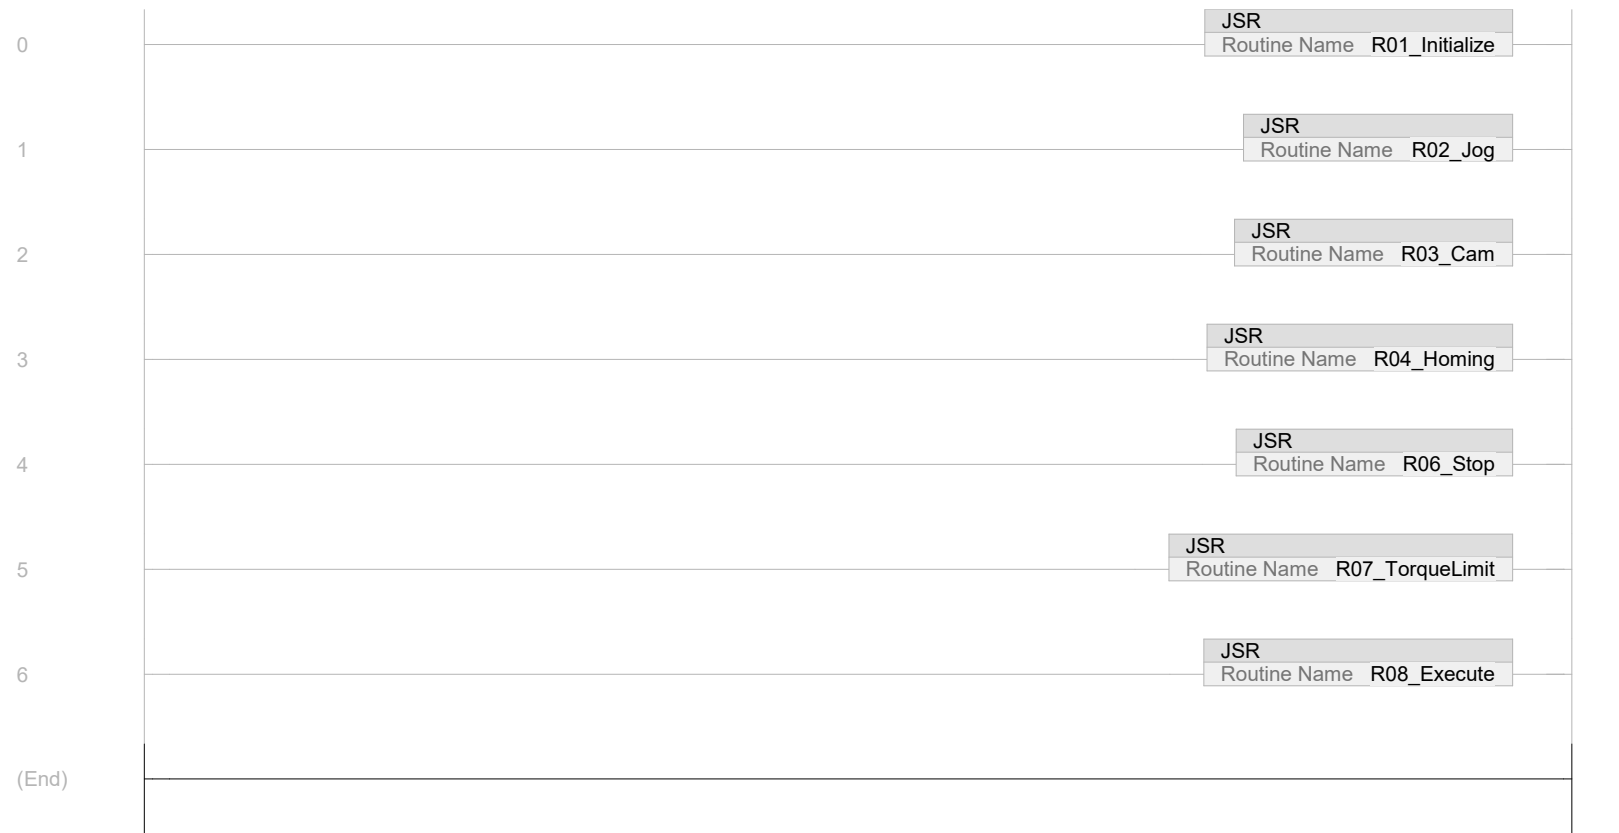 JSR
0 Routine Name R01_Initialize
JSR
1 Routine Name R02_Jog
JSR
2 Routine Name R03_Cam
JSR
3 Routine Name R04_Homing
JSR
4 Routine Name R06_Stop
JSR
5 Routine Name R07_TorqueLimit
JSR
6 Routine Name R08_Execute
(End)